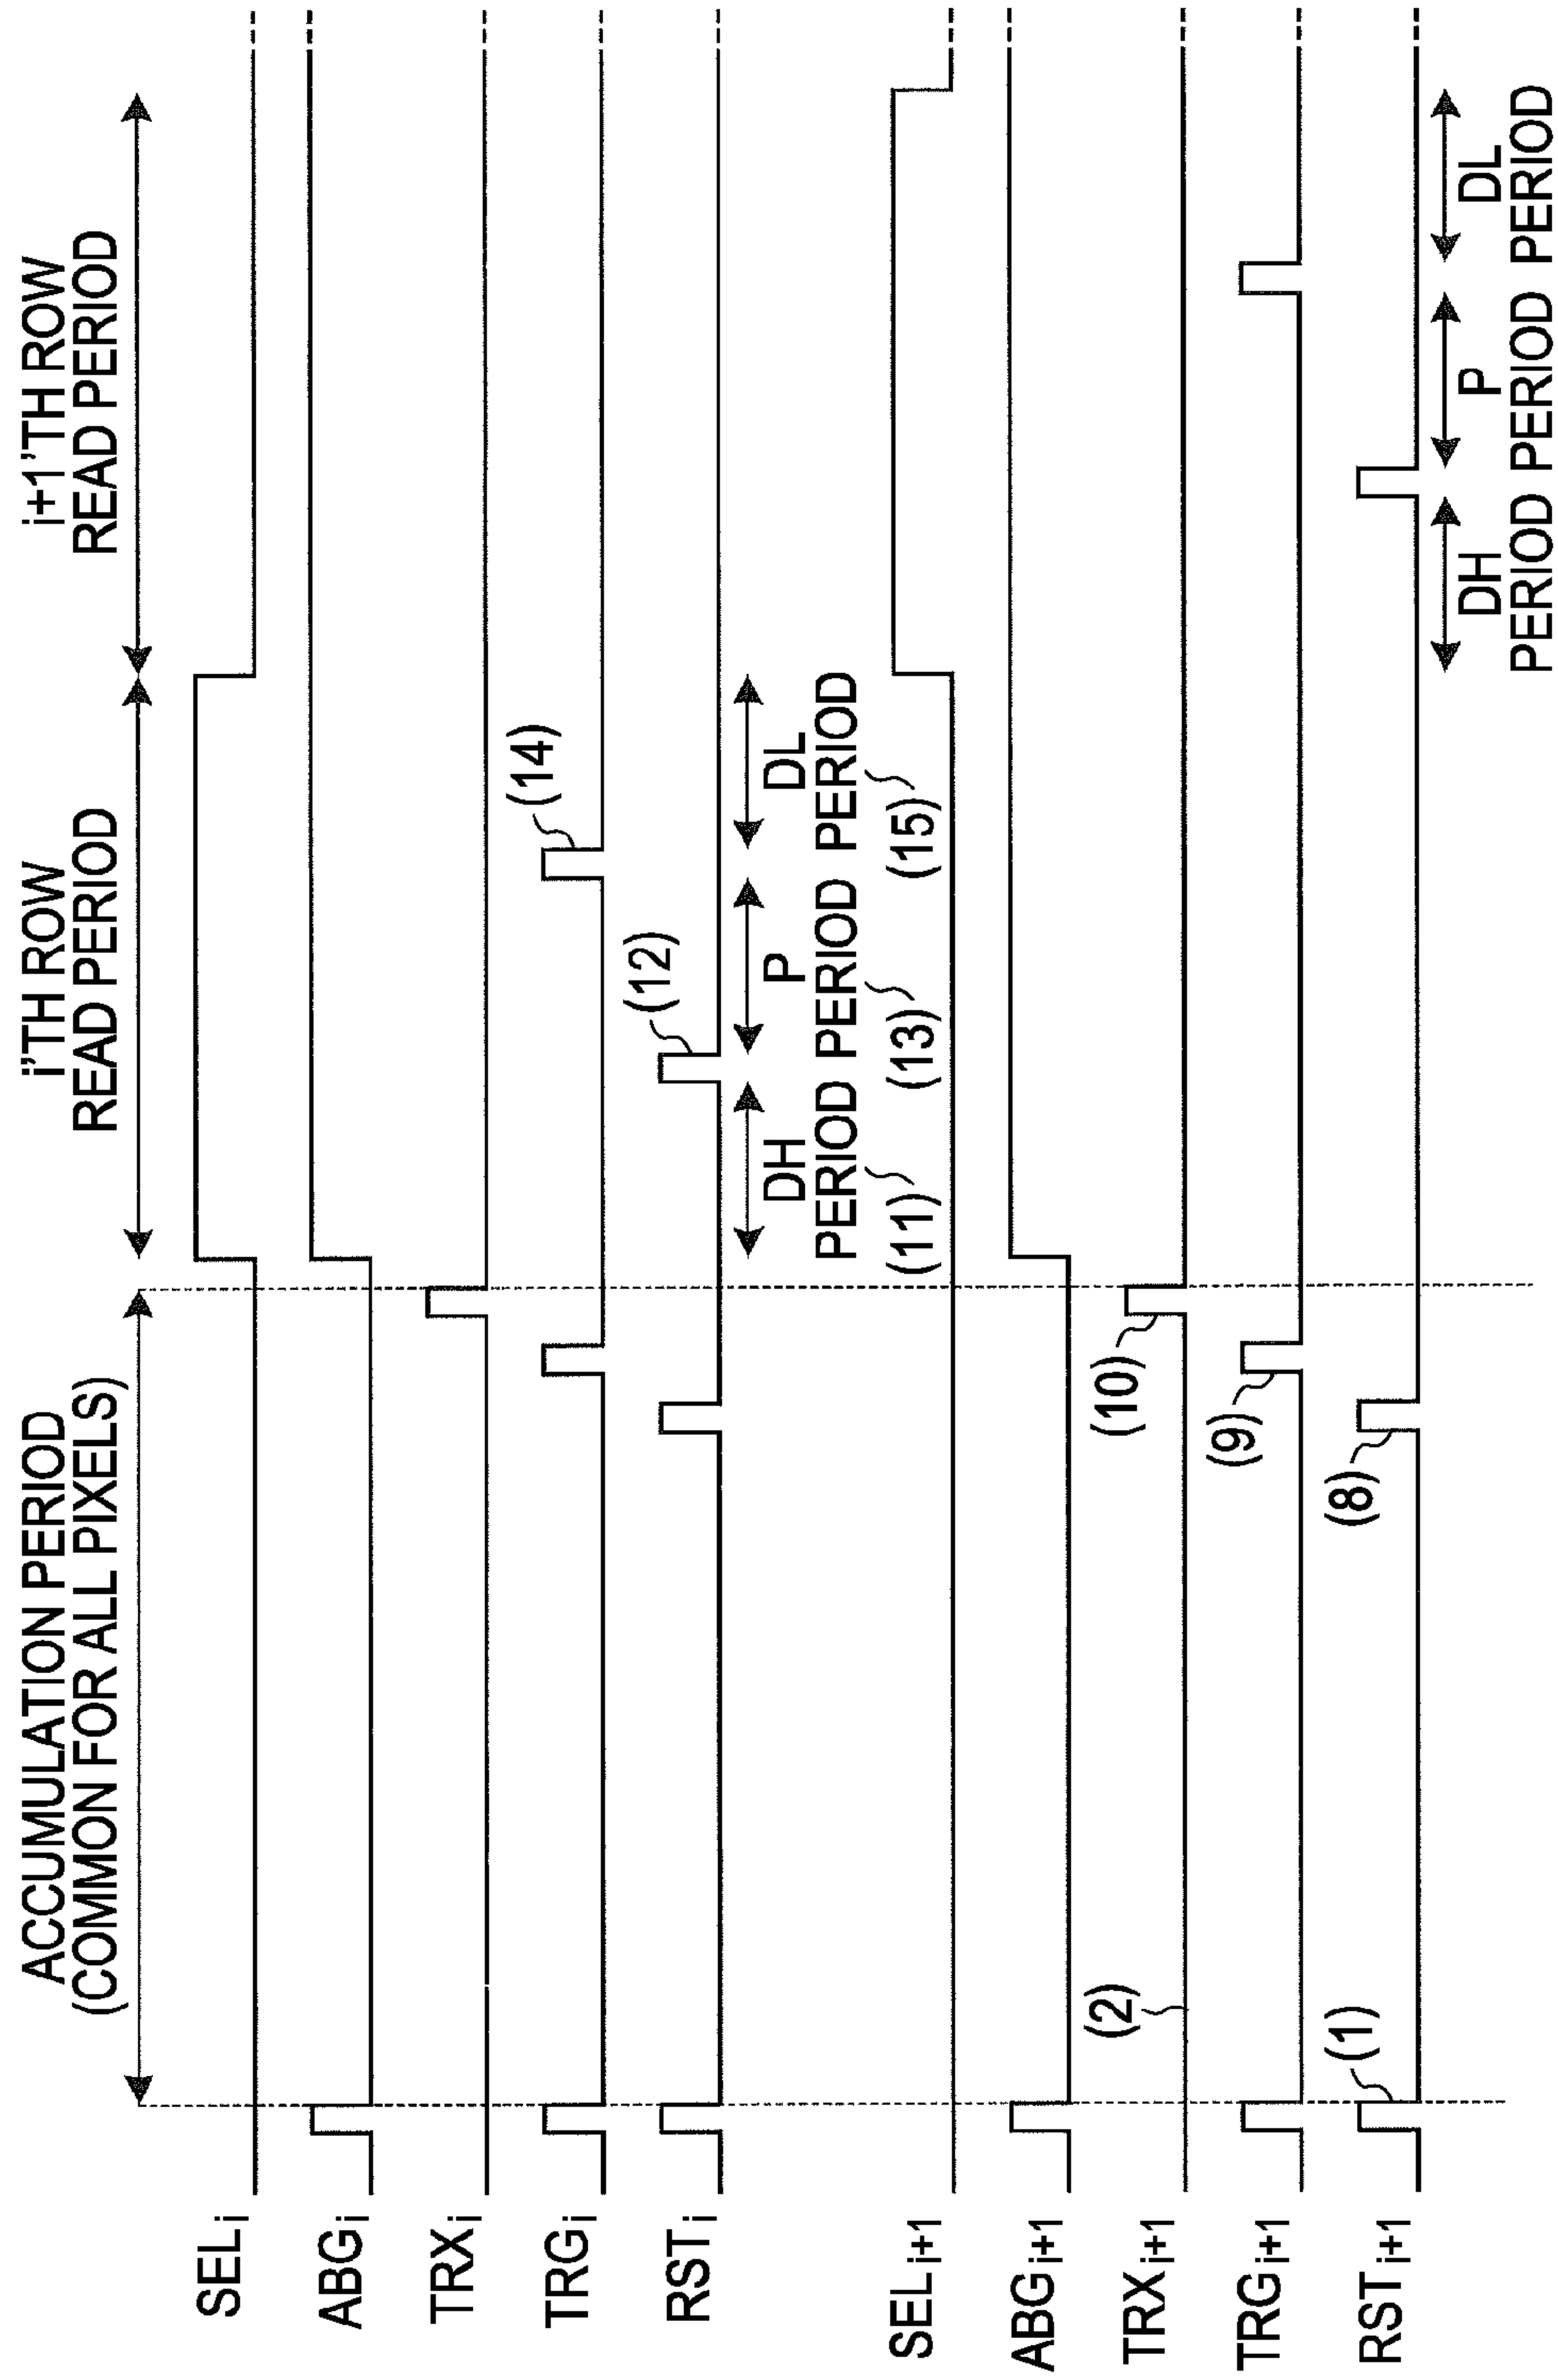 ACCUMULATION PERIOD
(COMMON FOR ALL PIXELS)
i'TH ROW
READ PERIOD
i+1'TH ROW
READ PERIOD
SELi
ABGi
TRXi
TRGi
(14)
RSTi
(12)
DH
PERIOD
P
PERIOD
DL
PERIOD
(11)
(13)
(15)
SELi+1
ABGi+1
TRXi+1
(2)
(10)
TRGi+1
(9)
RSTi+1
(1)
(8)
DH
PERIOD
P
PERIOD
DL
PERIOD